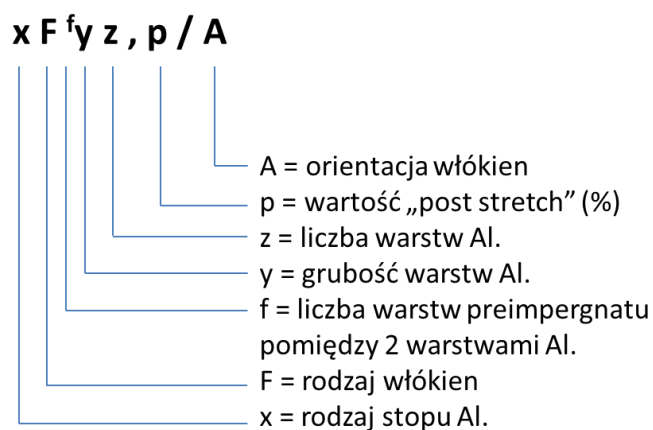 x F ᶠy z , p / A
A = orientacja włókien
p = wartość „post stretch” (%)
z = liczba warstw Al.
y = grubość warstw Al.
f = liczba warstw preimpergnatu
pomiędzy 2 warstwami Al.
F = rodzaj włókien
x = rodzaj stopu Al.